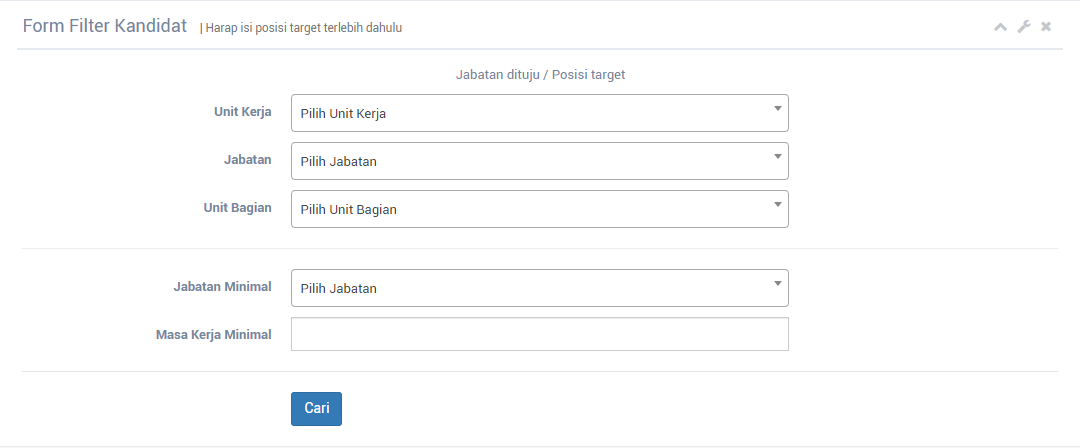 Form Filter Kandidat | Harap isi posisi target terlebih dahulu
Jabatan dituju / Posisi target
Unit Kerja Pilih Unit Kerja
Jabatan Pilih Jabatan
Unit Bagian Pilih Unit Bagian
Jabatan Minimal Pilih Jabatan
Masa Kerja Minimal
Cari